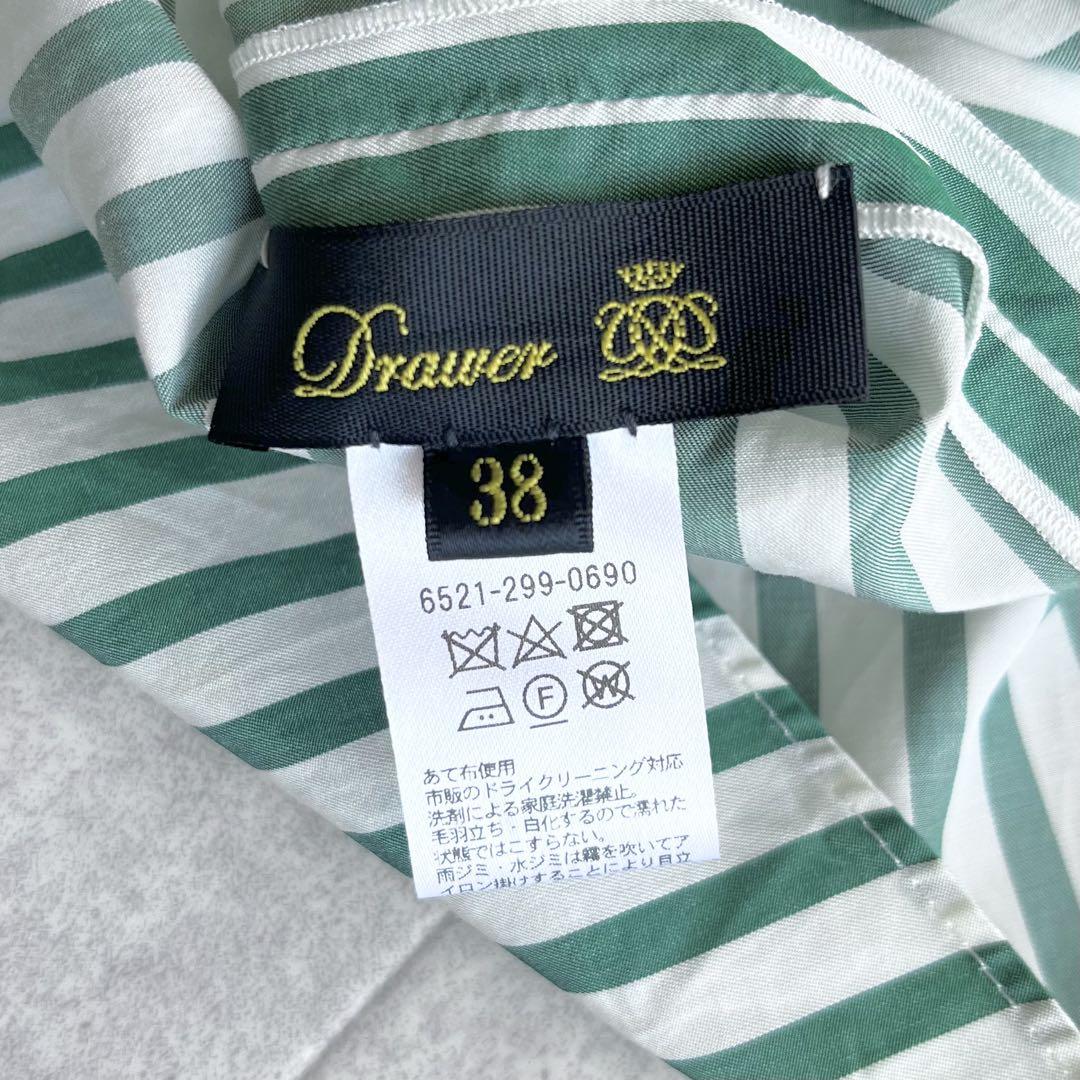 Drawer
38
6521-299-0690
F
W
あて布使用
市販のドライクリーニング対応
洗剤による家庭洗濯禁止。
毛羽立ち・白化するので濡れた
状態ではこすらない。
雨ジミ・水ジミは霧を吹いてア
イロン掛けすることにより目立